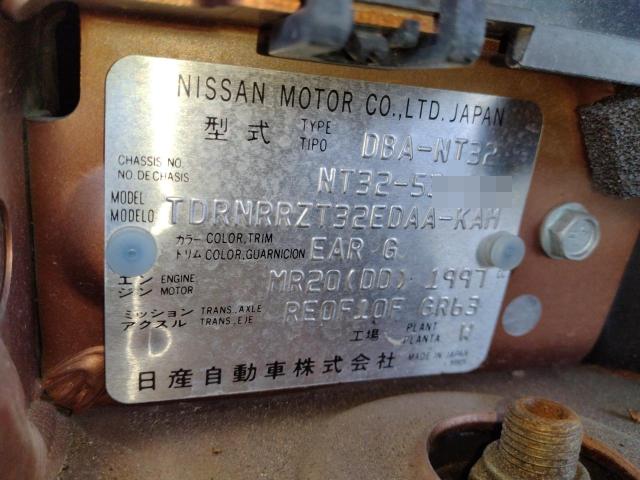 NISSAN MOTOR CO.,LTD. JAPAN
型式 TYPE TIPO DBA-NT32
CHASSIS NO. NO. DE CHASIS NT32-5
MODEL MODELO TDRNRRZT32EDAA-KAH
カラー COLOR, TRIM
トリム COLOR, GUARNICION EAR G
エンジン ENGINE MOTOR MR20(DD) 1997 CC
ミッション TRANS., AXLE
アクスル TRANS., EJE RE0F10F GR63
工場 PLANT PLANTA W
日産自動車株式会社 MADE IN JAPAN